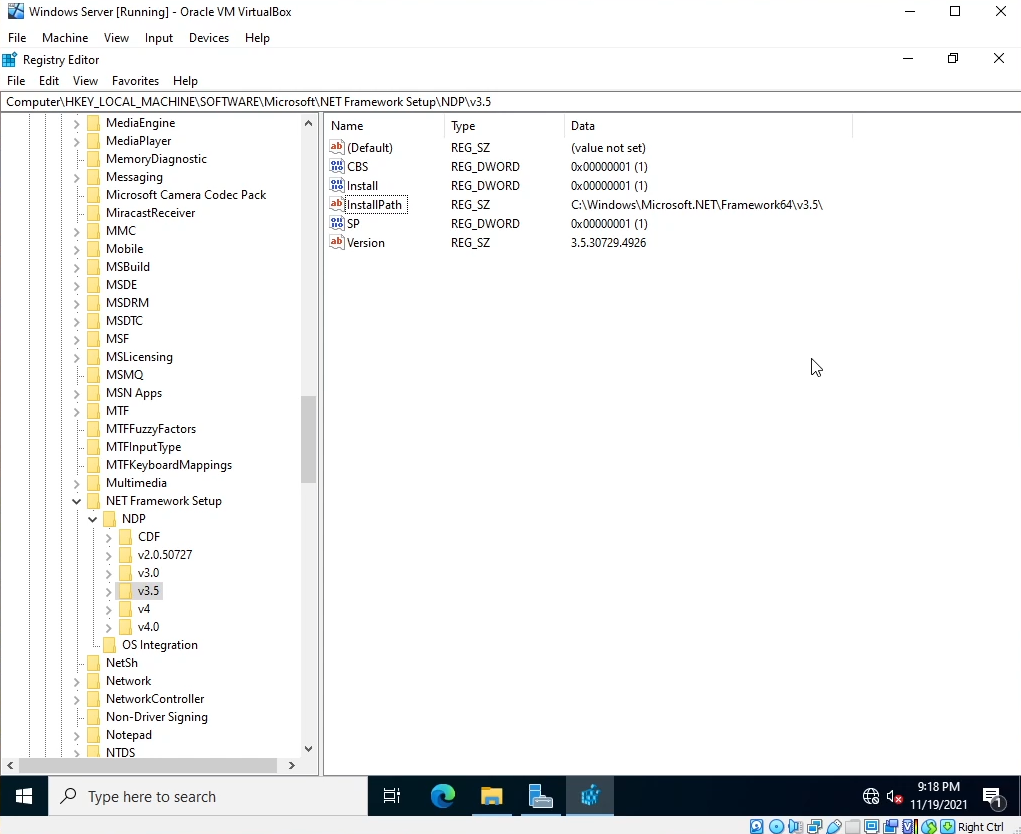 Windows Server [Running] - Oracle VM VirtualBox
File Machine View Input Devices Help
Registry Editor
File Edit View Favorites Help
Computer\HKEY_LOCAL_MACHINE\SOFTWARE\Microsoft\NET Framework Setup\NDP\v3.5
MediaEngine
MediaPlayer
MemoryDiagnostic
Messaging
Microsoft Camera Codec Pack
MiracastReceiver
MMC
Mobile
MSBuild
MSDE
MSDRM
MSDTC
MSF
MSLicensing
MSMQ
MSN Apps
MTF
MTFFuzzyFactors
MTFInputType
MTFKeyboardMappings
Multimedia
NET Framework Setup
NDP
CDF
v2.0.50727
v3.0
v3.5
v4
v4.0
OS Integration
NetSh
Network
NetworkController
Non-Driver Signing
Notepad
NTDS
Name Type Data
(Default) REG_SZ (value not set)
CBS REG_DWORD 0x00000001 (1)
Install REG_DWORD 0x00000001 (1)
InstallPath REG_SZ C:\Windows\Microsoft.NET\Framework64\v3.5\
SP REG_DWORD 0x00000001 (1)
Version REG_SZ 3.5.30729.4926
Type here to search
9:18 PM
11/19/2021
1
Right Ctrl